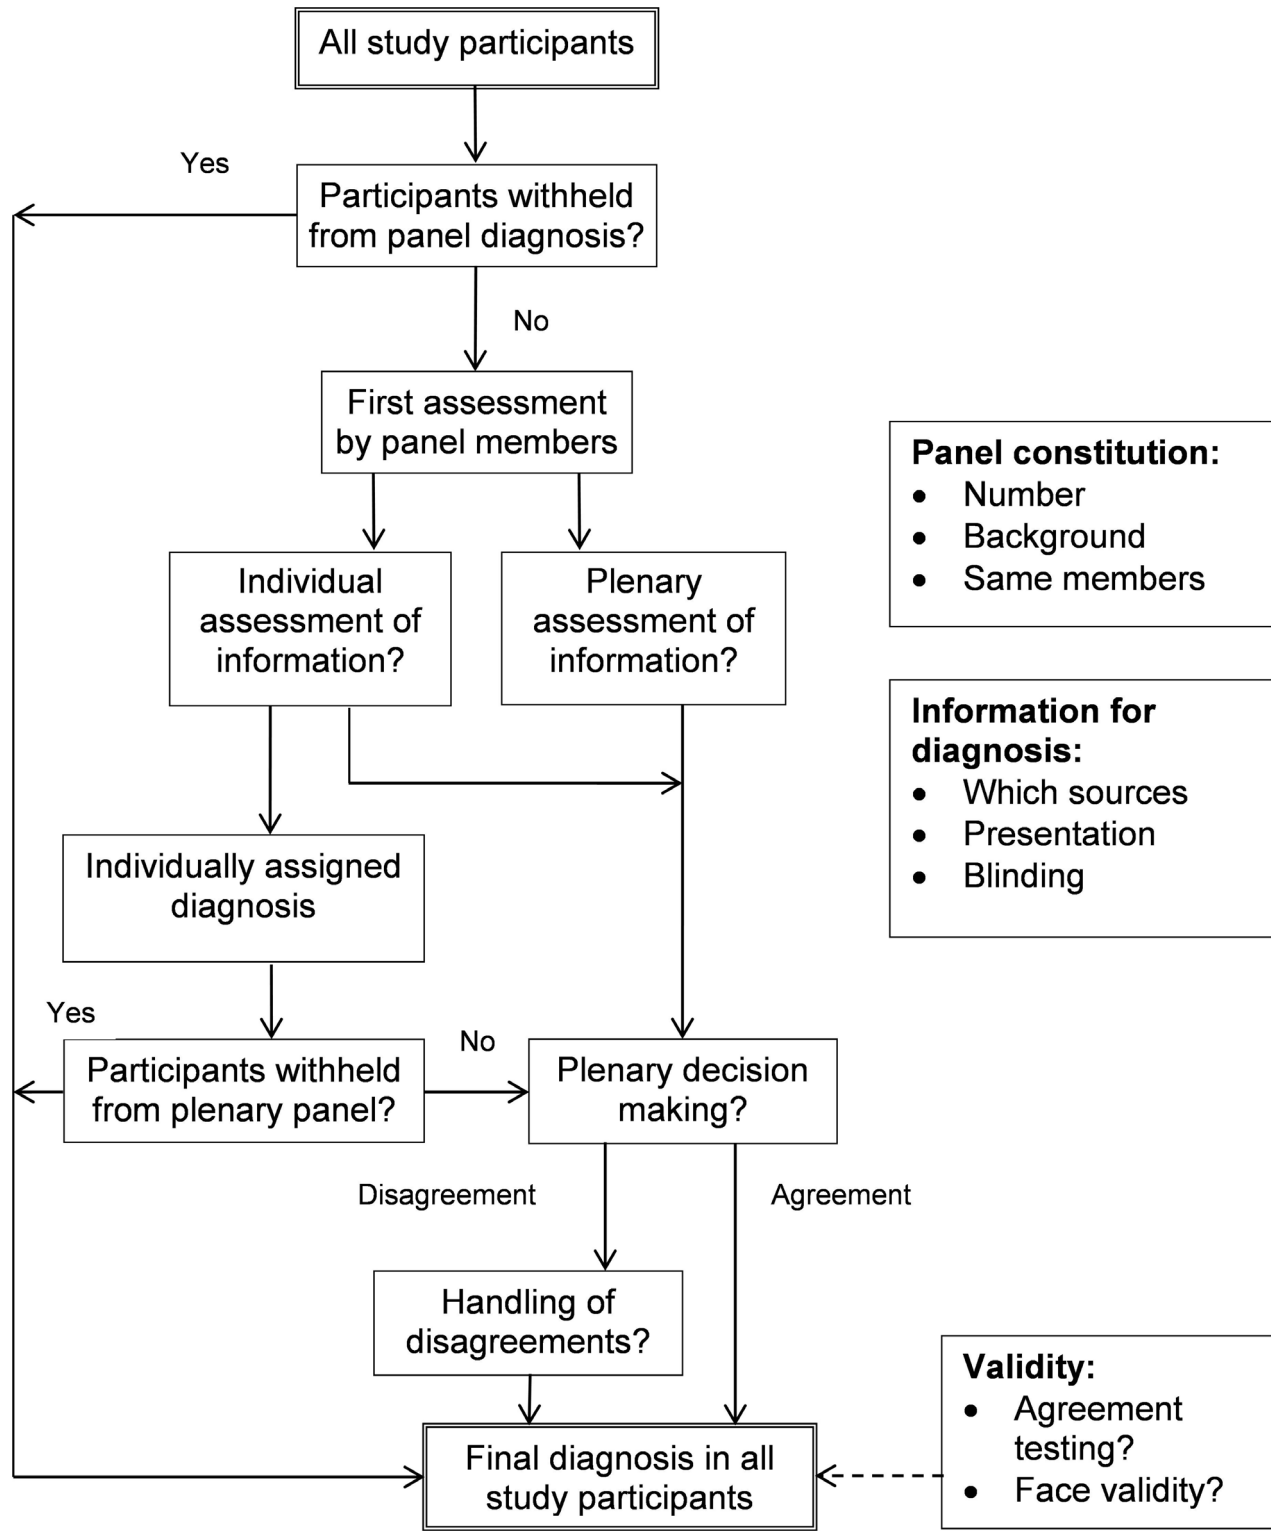 All study participants
Yes
Participants withheld
from panel diagnosis?
No
First assessment
by panel members
Individual
assessment of
information?
Plenary
assessment of
information?
Panel constitution:
• Number
• Background
• Same members
Information for
diagnosis:
• Which sources
• Presentation
• Blinding
Individually assigned
diagnosis
Yes
Participants withheld
from plenary panel?
No
Plenary decision
making?
Disagreement
Agreement
Handling of
disagreements?
Validity:
• Agreement
testing?
• Face validity?
Final diagnosis in all
study participants